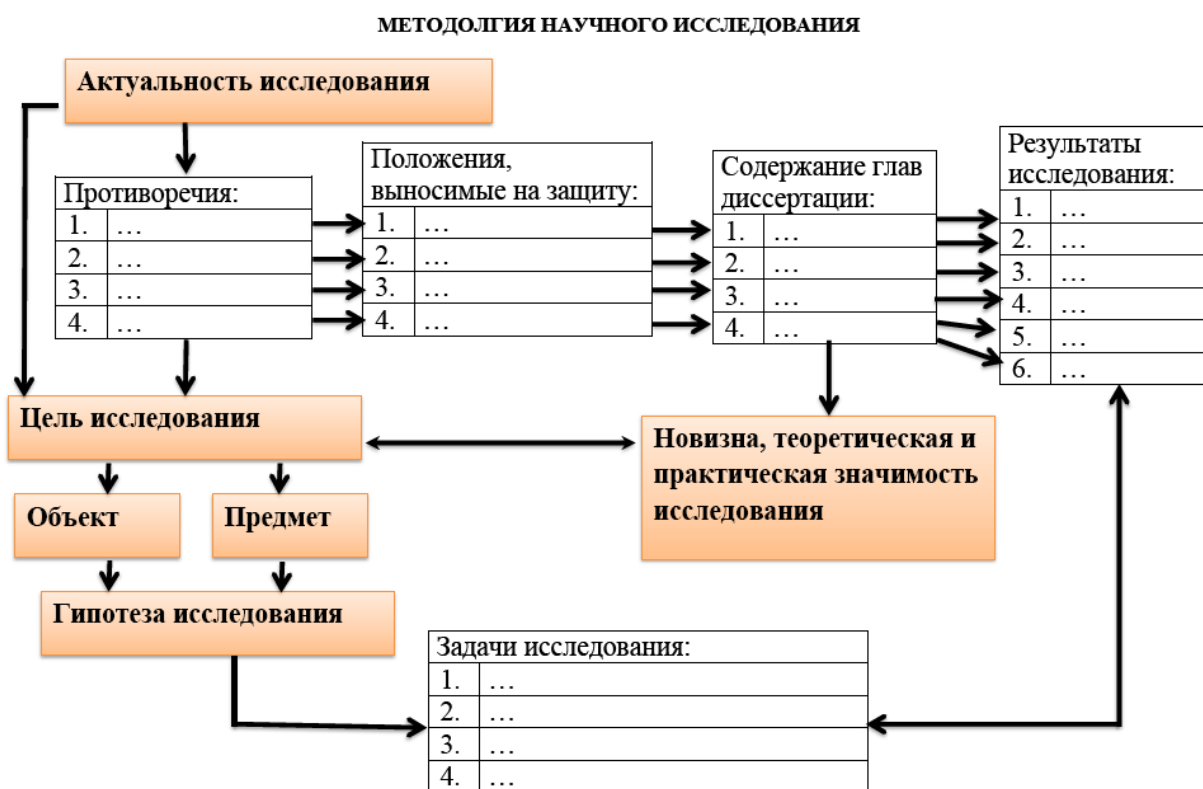 МЕТОДОЛГИЯ НАУЧНОГО ИССЛЕДОВАНИЯ
Актуальность исследования
Противоречия:
1. …
2. …
3. …
4. …
Положения,
выносимые на защиту:
1. …
2. …
3. …
4. …
Содержание глав
диссертации:
1. …
2. …
3. …
4. …
Результаты
исследования:
1. …
2. …
3. …
4. …
5. …
6. …
Цель исследования
Новизна, теоретическая и
практическая значимость
исследования
Объект
Предмет
Гипотеза исследования
Задачи исследования:
1. …
2. …
3. …
4. …